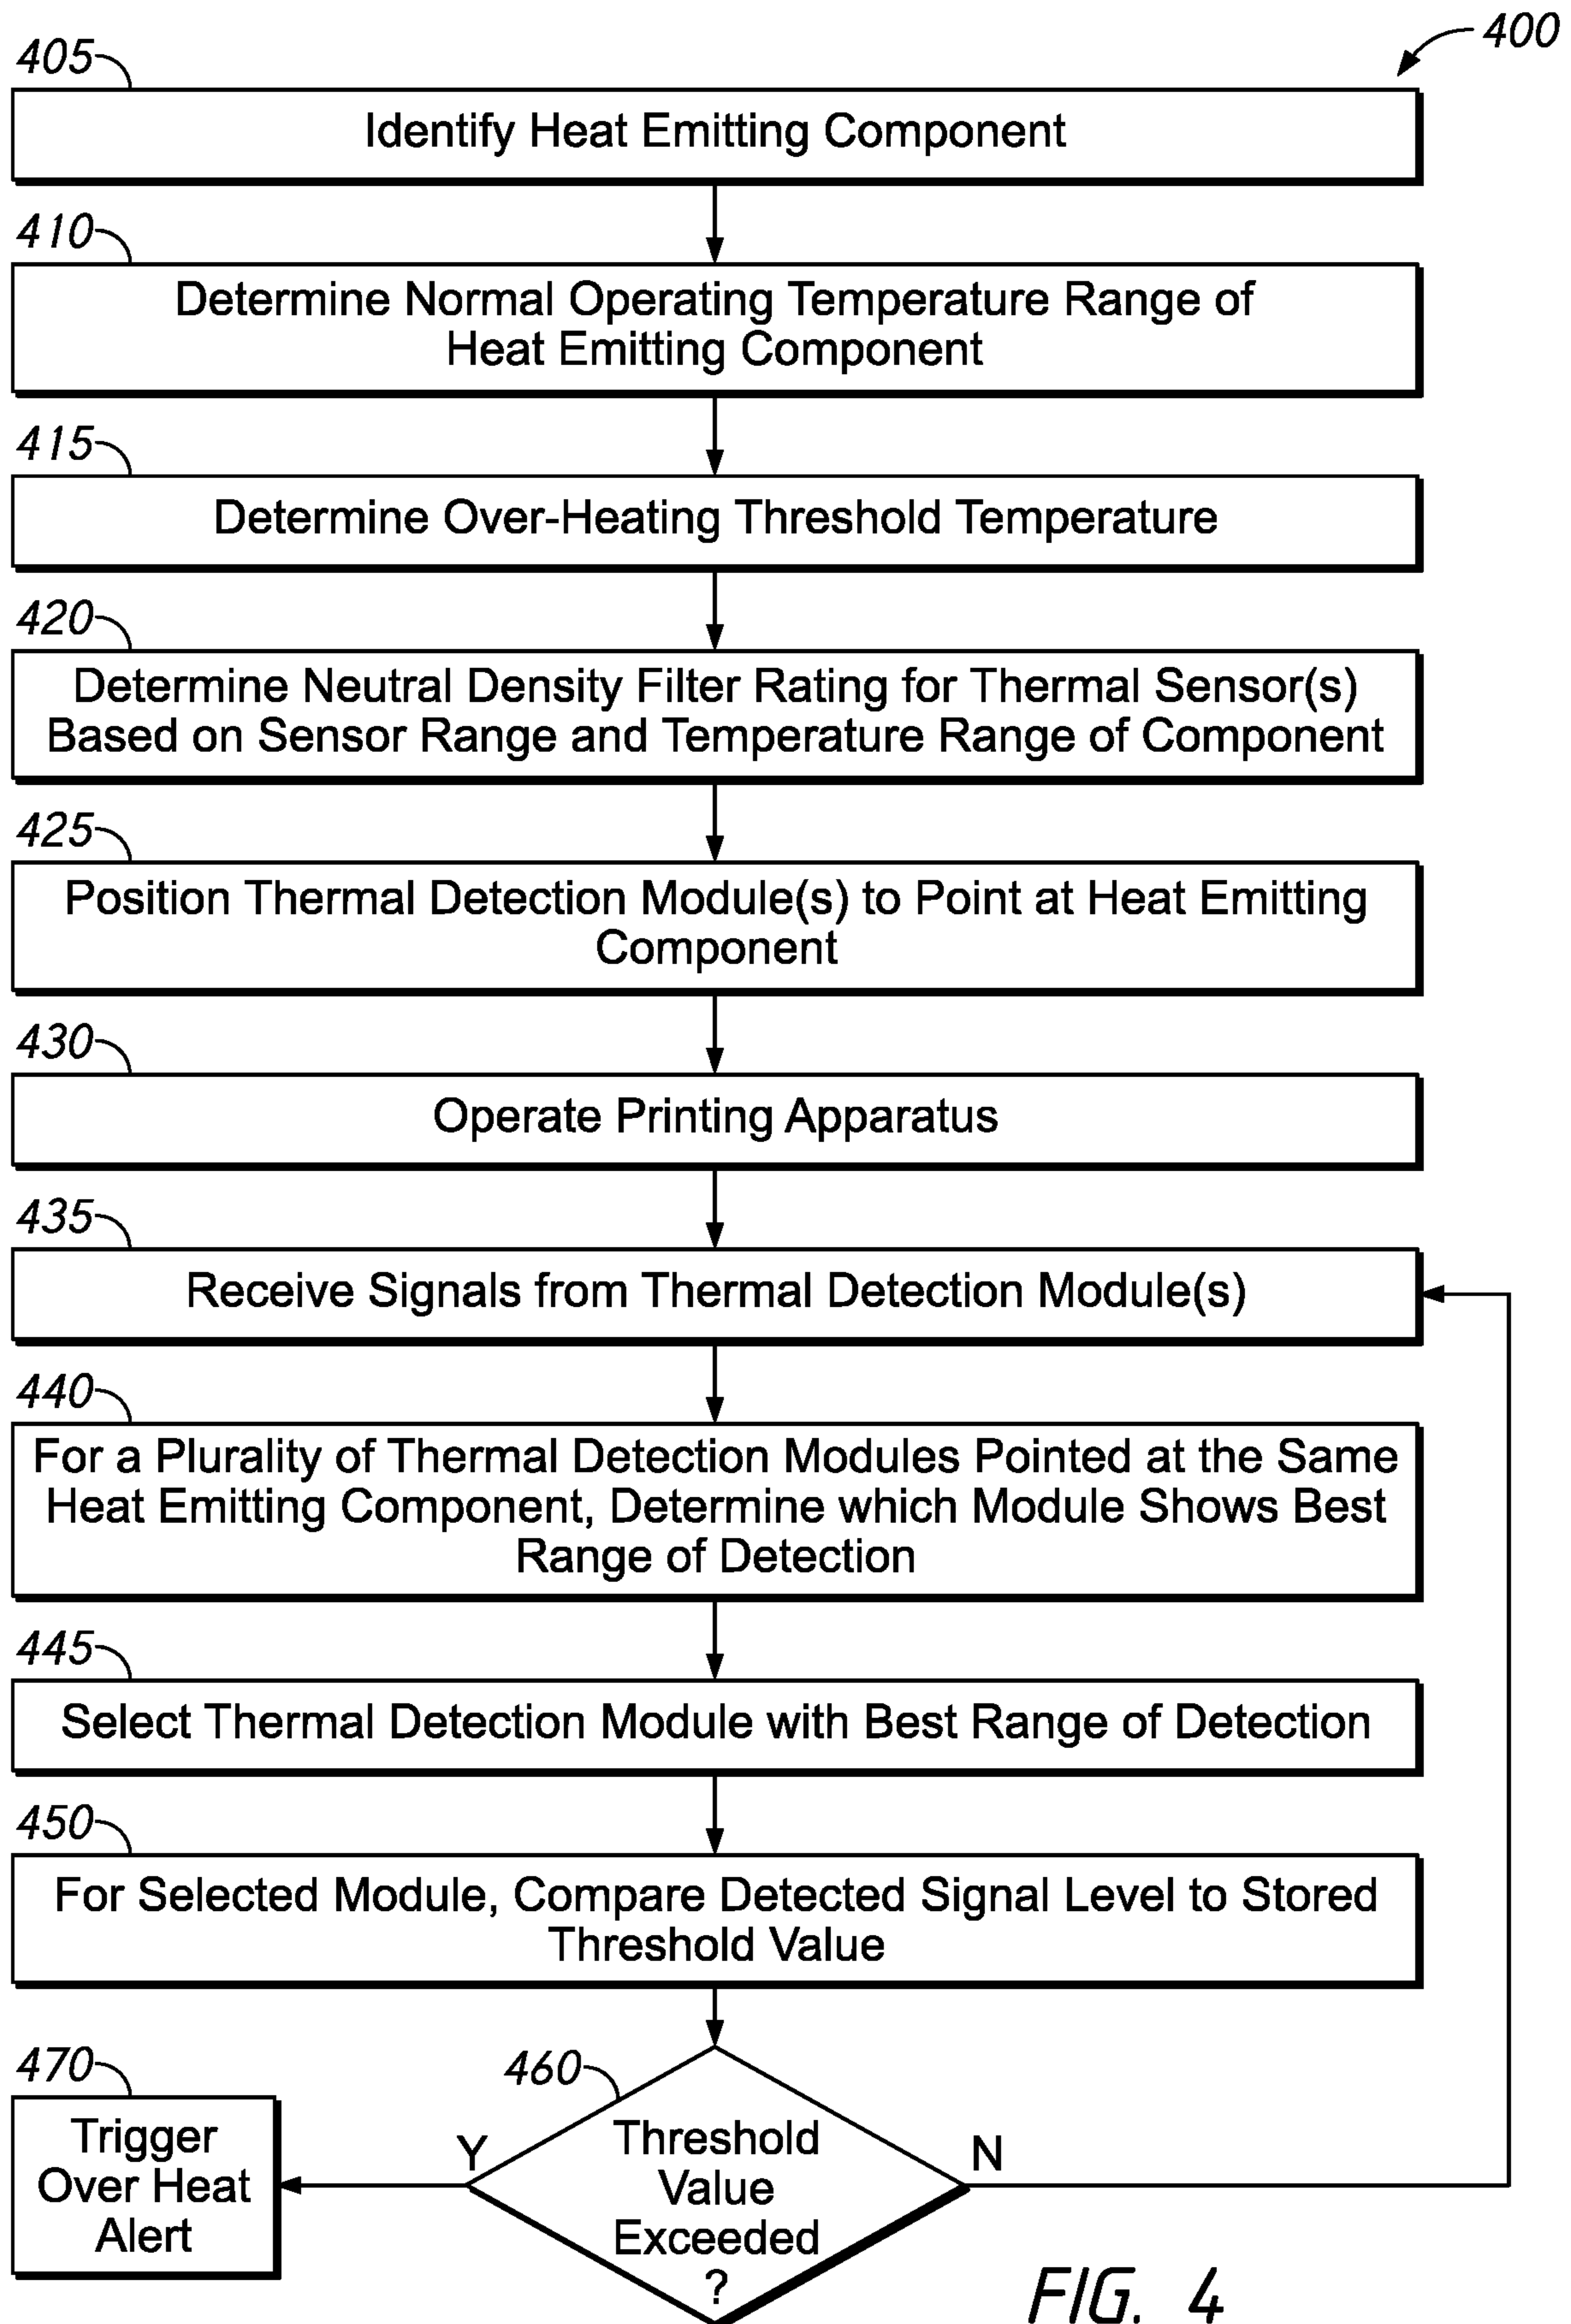 400
405
Identify Heat Emitting Component
410
Determine Normal Operating Temperature Range of
Heat Emitting Component
415
Determine Over-Heating Threshold Temperature
420
Determine Neutral Density Filter Rating for Thermal Sensor(s)
Based on Sensor Range and Temperature Range of Component
425
Position Thermal Detection Module(s) to Point at Heat Emitting
Component
430
Operate Printing Apparatus
435
Receive Signals from Thermal Detection Module(s)
440
For a Plurality of Thermal Detection Modules Pointed at the Same
Heat Emitting Component, Determine which Module Shows Best
Range of Detection
445
Select Thermal Detection Module with Best Range of Detection
450
For Selected Module, Compare Detected Signal Level to Stored
Threshold Value
460
Threshold
Value
Exceeded
?
Y
N
470
Trigger
Over Heat
Alert
FIG. 4